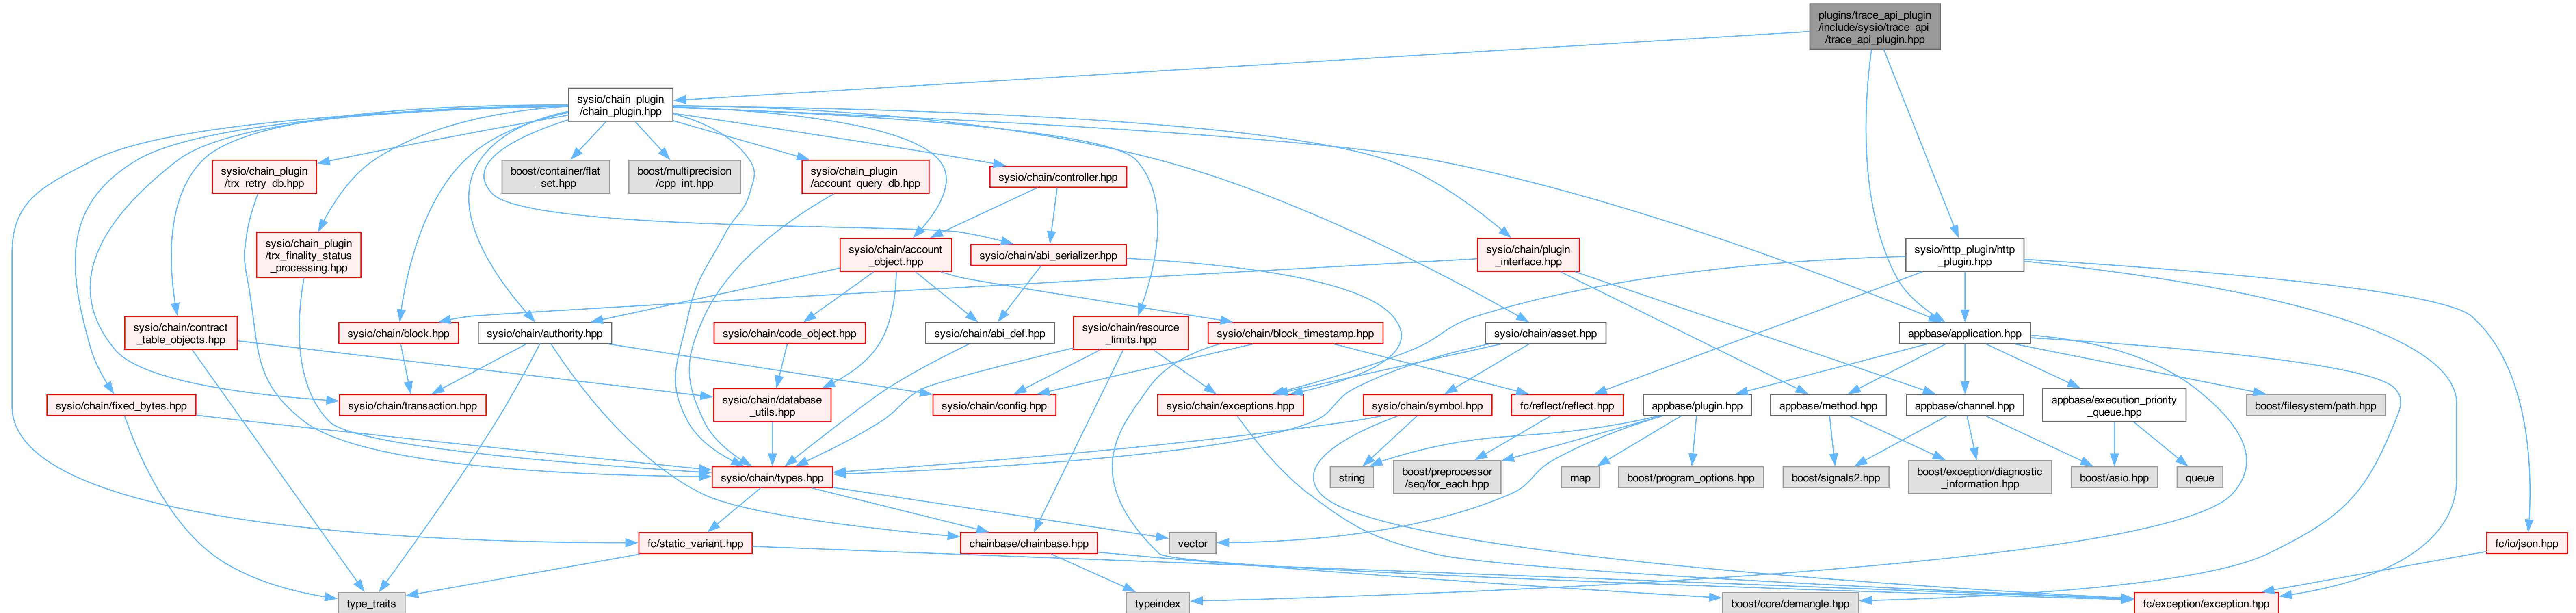 plugins/trace_api_plugin
/include/sysio/trace_api
/trace_api_plugin.hpp
sysio/chain_plugin
/chain_plugin.hpp
sysio/chain_plugin
/trx_retry_db.hpp
boost/container/flat
_set.hpp
boost/multiprecision
/cpp_int.hpp
sysio/chain_plugin
/account_query_db.hpp
sysio/chain/controller.hpp
sysio/chain_plugin
/trx_finality_status
_processing.hpp
sysio/chain/account
_object.hpp
sysio/chain/abi_serializer.hpp
sysio/chain/plugin
_interface.hpp
sysio/http_plugin/http
_plugin.hpp
sysio/chain/contract
_table_objects.hpp
sysio/chain/block.hpp
sysio/chain/authority.hpp
sysio/chain/code_object.hpp
sysio/chain/abi_def.hpp
sysio/chain/resource
_limits.hpp
sysio/chain/block_timestamp.hpp
sysio/chain/asset.hpp
appbase/application.hpp
sysio/chain/fixed_bytes.hpp
sysio/chain/transaction.hpp
sysio/chain/database
_utils.hpp
sysio/chain/config.hpp
sysio/chain/exceptions.hpp
sysio/chain/symbol.hpp
fc/reflect/reflect.hpp
appbase/plugin.hpp
appbase/method.hpp
appbase/channel.hpp
appbase/execution_priority
_queue.hpp
boost/filesystem/path.hpp
sysio/chain/types.hpp
string
boost/preprocessor
/seq/for_each.hpp
map
boost/program_options.hpp
boost/signals2.hpp
boost/exception/diagnostic
_information.hpp
boost/asio.hpp
queue
fc/static_variant.hpp
chainbase/chainbase.hpp
vector
fc/io/json.hpp
type_traits
typeindex
boost/core/demangle.hpp
fc/exception/exception.hpp